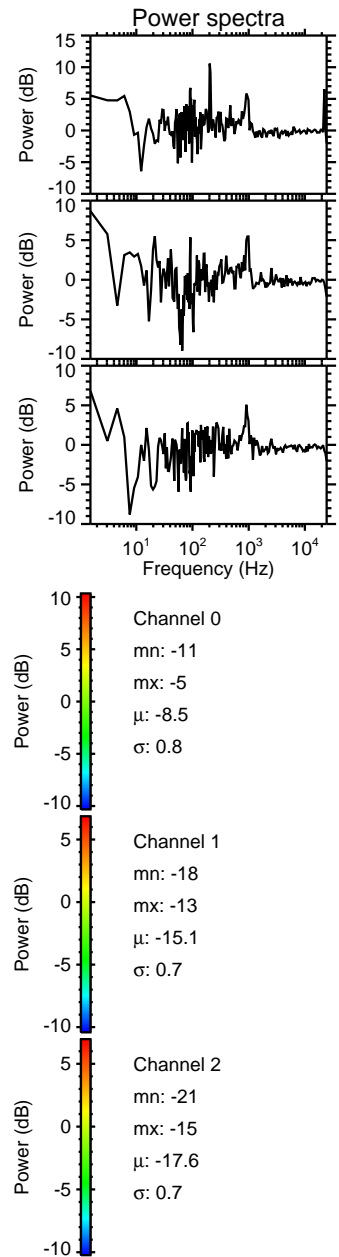 Power spectra
15
10
5
0
-5
-10
Power (dB)
10
5
0
-5
-10
Power (dB)
10
5
0
-5
-10
Power (dB)
10¹ 10² 10³ 10⁴
Frequency (Hz)
10
5
0
-5
-10
Power (dB)
Channel 0
mn: -11
mx: -5
μ: -8.5
σ: 0.8
5
0
-5
-10
Power (dB)
Channel 1
mn: -18
mx: -13
μ: -15.1
σ: 0.7
5
0
-5
-10
Power (dB)
Channel 2
mn: -21
mx: -15
μ: -17.6
σ: 0.7